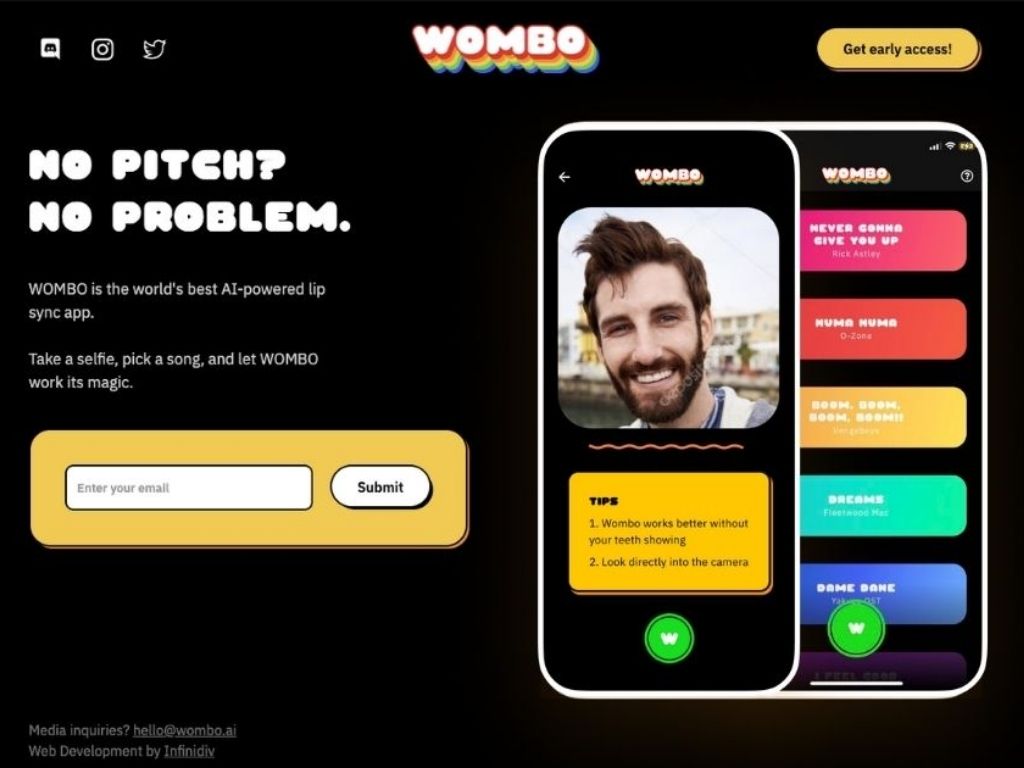 WOMBO
Get early access!
NO PITCH?
NO PROBLEM.
WOMBO is the world's best AI-powered lip
sync app.
Take a selfie, pick a song, and let WOMBO
work its magic.
Enter your email
Submit
Media inquiries? hello@wombo.ai
Web Development by Infinidiv
WOMBO
TIPS
1. Wombo works better without
your teeth showing
2. Look directly into the camera
W
WOMBO
NEVER GONNA
GIVE YOU UP
Rick Astley
NUMA NUMA
O-Zone
BOOM, BOOM,
BOOM, BOOM!!
Vengaboys
DREAMS
Fleetwood Mac
DAME DANE
OST
W
I FEEL GOOD